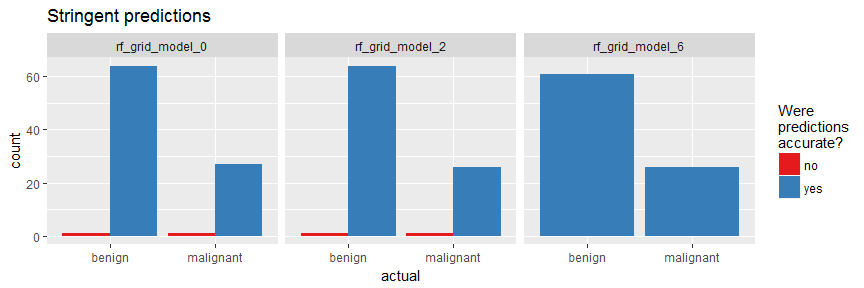 Stringent predictions
rf_grid_model_0 rf_grid_model_2 rf_grid_model_6
60
40
20
0
count
benign malignant benign malignant benign malignant
actual
Were
predictions
accurate?
no
yes